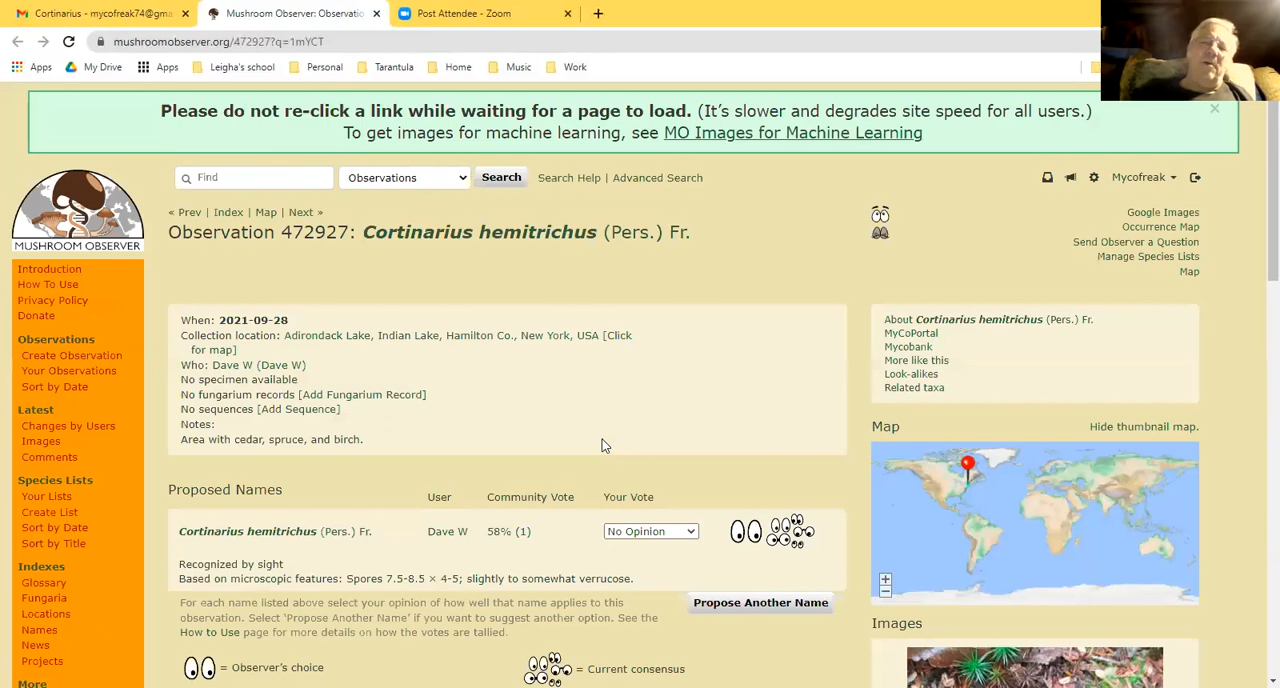 Cortinarius - mycofreak74@gma
Mushroom Observer: Observatio
Post Attendee - Zoom
mushroomobserver.org/472927?q=1mYCT
Apps
My Drive
Apps
Leigha's school
Personal
Tarantula
Home
Music
Work
Please do not re-click a link while waiting for a page to load. (It's slower and degrades site speed for all users.)
To get images for machine learning, see MO Images for Machine Learning
MUSHROOM OBSERVER
Find
Observations
Search
Search Help | Advanced Search
Mycofreak
« Prev | Index | Map | Next »
Observation 472927: Cortinarius hemitrichus (Pers.) Fr.
Google Images
Occurrence Map
Send Observer a Question
Manage Species Lists
Map
Introduction
How To Use
Privacy Policy
Donate
Observations
Create Observation
Your Observations
Sort by Date
Latest
Changes by Users
Images
Comments
Species Lists
Your Lists
Create List
Sort by Date
Sort by Title
Indexes
Glossary
Fungaria
Locations
Names
News
Projects
More
When: 2021-09-28
Collection location: Adirondack Lake, Indian Lake, Hamilton Co., New York, USA [Click
for map]
Who: Dave W (Dave W)
No specimen available
No fungarium records [Add Fungarium Record]
No sequences [Add Sequence]
Notes:
Area with cedar, spruce, and birch.
About Cortinarius hemitrichus (Pers.) Fr.
MyCoPortal
Mycobank
More like this
Look-alikes
Related taxa
Map
Hide thumbnail map.
Proposed Names
User
Community Vote
Your Vote
Cortinarius hemitrichus (Pers.) Fr.
Dave W
58% (1)
No Opinion
Recognized by sight
Based on microscopic features: Spores 7.5-8.5 × 4-5; slightly to somewhat verrucose.
For each name listed above select your opinion of how well that name applies to this
observation. Select 'Propose Another Name' if you want to suggest another option. See the
How to Use page for more details on how the votes are tallied.
Propose Another Name
= Observer's choice
= Current consensus
Images